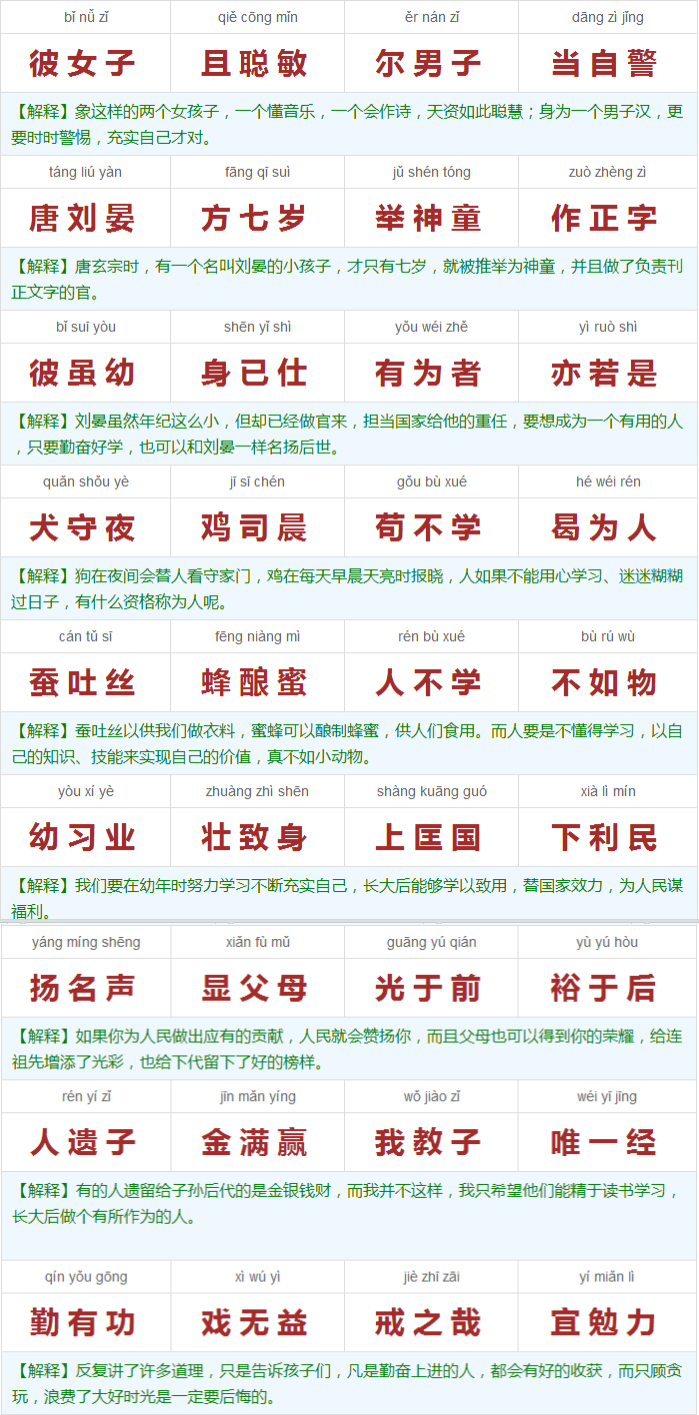 bǐ nǚ zǐ qiě cōng mǐn ěr nán zǐ dāng zì jǐng
彼女子 且聪敏 尔男子 当自警
【解释】象这样的两个女孩子，一个懂音乐，一个会作诗，天资如此聪慧；身为一个男子汉，更
要时时警惕，充实自己才对。
táng liú yàn fāng qī suì jǔ shén tóng zuò zhèng zì
唐刘晏 方七岁 举神童 作正字
【解释】唐玄宗时，有一个名叫刘晏的小孩子，才只有七岁，就被推举为神童，并且做了负责刊
正文字的官。
bǐ suī yòu shēn yǐ shì yǒu wéi zhě yì ruò shì
彼虽幼 身己仕 有为者 亦若是
【解释】刘晏虽然年纪这么小，但却已经做官来，担当国家给他的重任，要想成为一个有用的人
，只要勤奋好学，也可以和刘晏一样名扬后世。
quǎn shǒu yè jī sī chén gǒu bù xué hé wéi rén
犬守夜 鸡司晨 苟不学 曷为人
【解释】狗在夜间会替人看守家门，鸡在每天早晨天亮时报晓，人如果不能用心学习、迷迷糊糊
过日子，有什么资格称为人呢。
cán tǔ sī fēng niàng mì rén bù xué bù rú wù
蚕吐丝 蜂酿蜜 人不学 不如物
【解释】蚕吐丝以供我们做衣料，蜜蜂可以酿制蜂蜜，供人们食用。而人要是不懂得学习，以自
己的知识、技能来实现自己的价值，真不如小动物。
yòu xí yè zhuàng zhì shēn shàng kuāng guó xià lì mín
幼习业 壮致身 上匡国 下利民
【解释】我们要在幼年时努力学习不断充实自己，长大后能够学以致用，替国家效力，为人民谋
福利。
yáng míng shēng xiǎn fù mǔ guāng yú qián yù yú hòu
扬名声 显父母 光于前 裕于后
【解释】如果你为人民做出应有的贡献，人民就会赞扬你，而且父母也可以得到你的荣耀，给连
祖先增添了光彩，也给下代留下了好的榜样。
rén yí zǐ jīn mǎn yíng wǒ jiào zǐ wéi yī jīng
人遗子 金满赢 我教子 唯一经
【解释】有的人遗留给子孙后代的是金银钱财，而我并不这样，我只希望他们能精于读书学习，
长大后做个有所作为的人。
qín yǒu gōng xì wú yì jiè zhī zāi yí miǎn lì
勤有功 戏无益 戒之哉 宜勉力
【解释】反复讲了许多道理，只是告诉孩子们，凡是勤奋上进的人，都会有好的收获，而只顾贪
玩，浪费了大好时光是一定要后悔的。